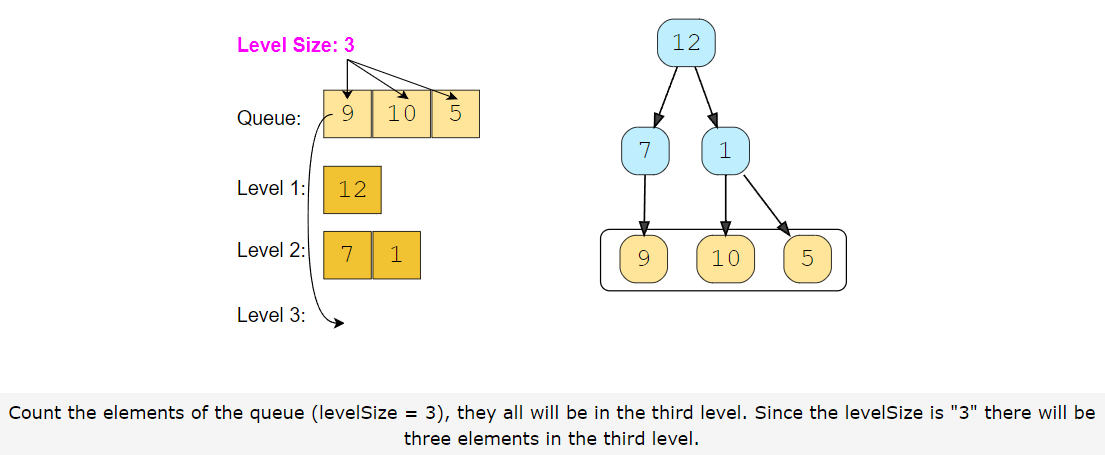 Level Size: 3
Queue: 9 10 5
Level 1: 12
Level 2: 7 1
Level 3:
12
7 1
9 10 5
Count the elements of the queue (levelSize = 3), they all will be in the third level. Since the levelSize is "3" there will be
three elements in the third level.